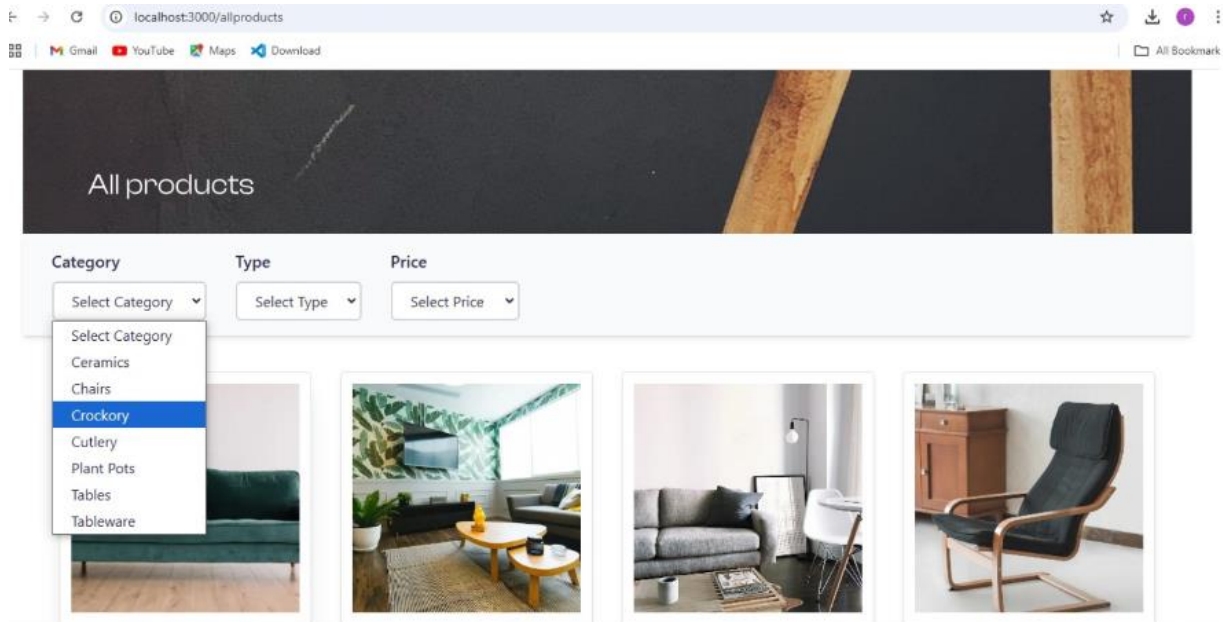 localhost:3000/allproducts
Gmail YouTube Maps Download All Bookmark
All products
Category Type Price
Select Category Select Type Select Price
Select Category
Ceramics
Chairs
Crockory
Cutlery
Plant Pots
Tables
Tableware